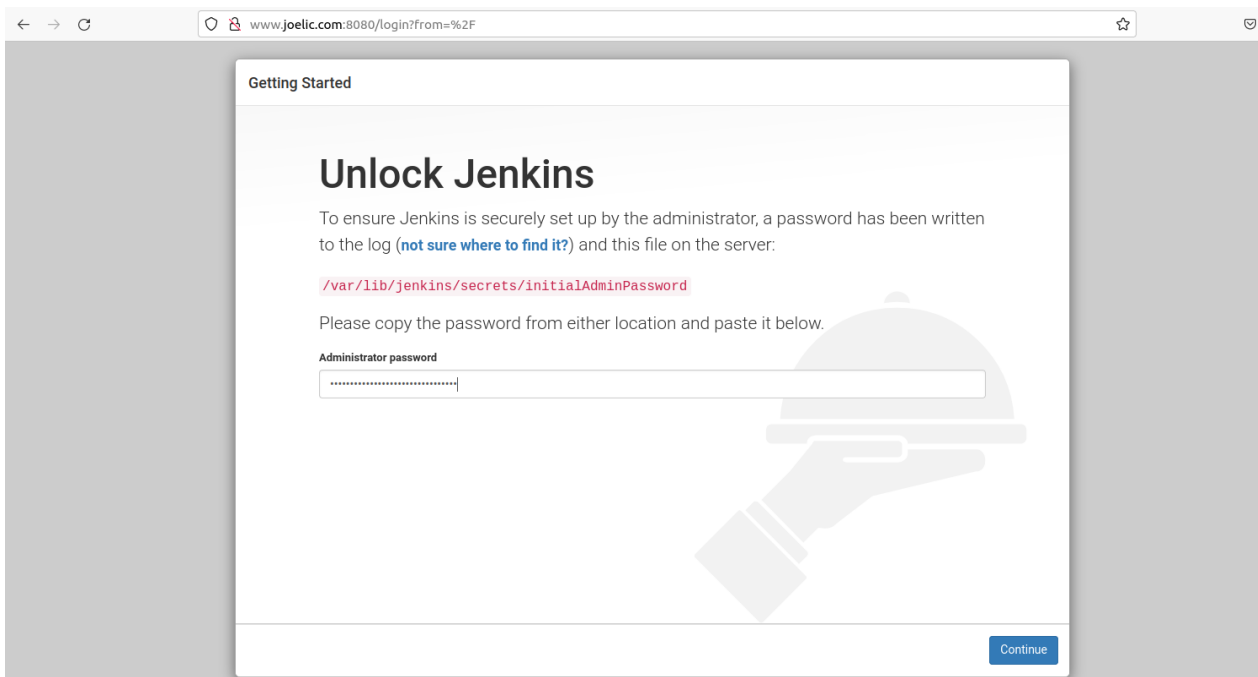 www.joelic.com:8080/login?from=%2F
Getting Started
Unlock Jenkins
To ensure Jenkins is securely set up by the administrator, a password has been written
to the log (not sure where to find it?) and this file on the server:
/var/lib/jenkins/secrets/initialAdminPassword
Please copy the password from either location and paste it below.
Administrator password
••••••••••••••••••••••••••••••••
Continue